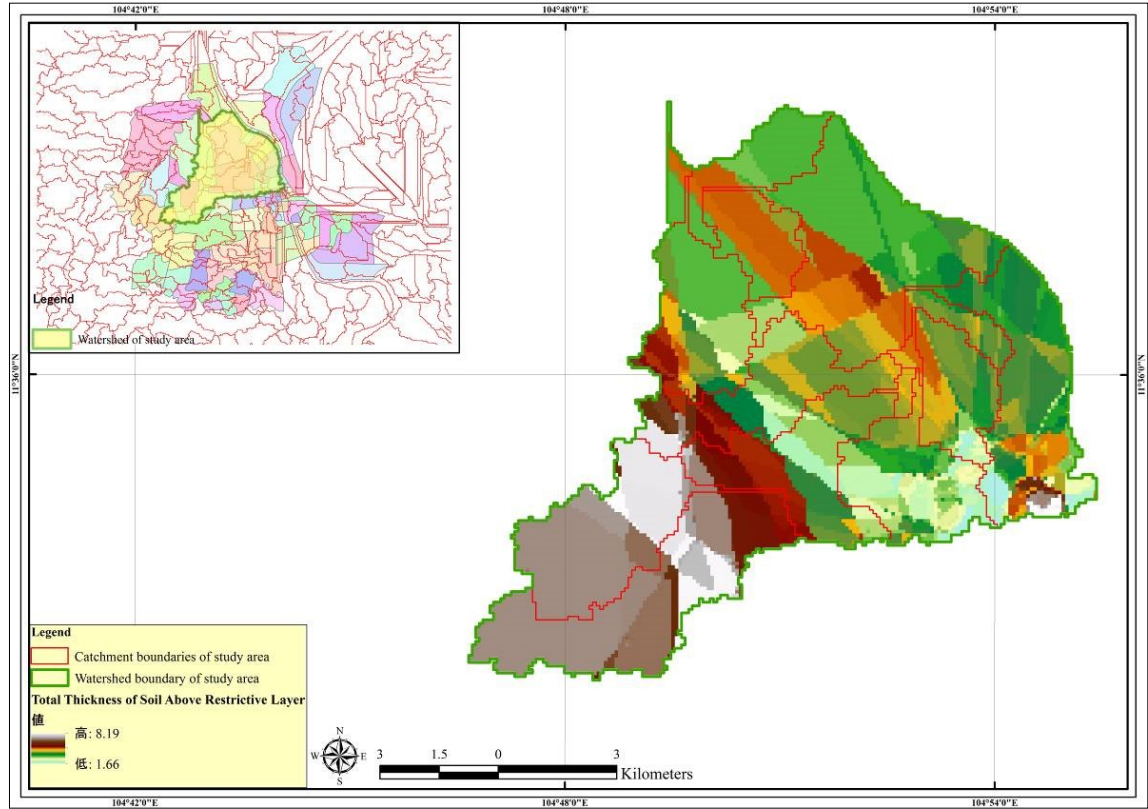 104°42'0"E
104°48'0"E
104°54'0"E
Legend
Watershed of study area
11°36'0"N
11°36'0"N
Legend
Catchment boundaries of study area
Watershed boundary of study area
Total Thickness of Soil Above Restrictive Layer
値
高: 8.19
低: 1.66
N
W E
S
3 1.5 0 3
Kilometers
104°42'0"E
104°48'0"E
104°54'0"E